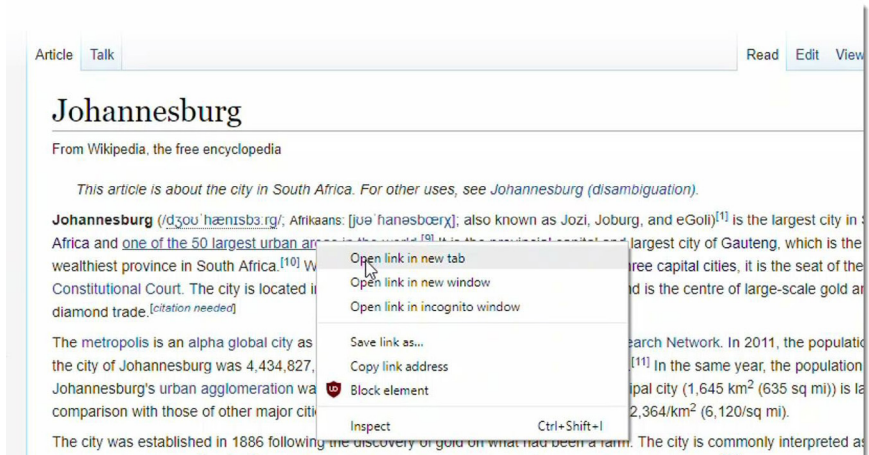 Article Talk Read Edit View
Johannesburg
From Wikipedia, the free encyclopedia
This article is about the city in South Africa. For other uses, see Johannesburg (disambiguation).
Johannesburg (/dʒoʊˈhænɪsbɜːrɡ/; Afrikaans: [jʊəˈɦanəsbœrχ]; also known as Jozi, Joburg, and eGoli)[1] is the largest city in
Africa and one of the 50 largest urban areas in the world.[9] It is the provincial capital and largest city of Gauteng, which is the
wealthiest province in South Africa.[10] W
Open link in new tab
hree capital cities, it is the seat of the
Constitutional Court. The city is located in
Open link in new window
d is the centre of large-scale gold an
diamond trade.[citation needed]
Open link in incognito window
The metropolis is an alpha global city as
Save link as...
earch Network. In 2011, the populatio
the city of Johannesburg was 4,434,827,
Copy link address
[11] In the same year, the population
Johannesburg's urban agglomeration wa
Block element
ipal city (1,645 km2 (635 sq mi)) is la
comparison with those of other major citi
2,364/km2 (6,120/sq mi).
Inspect Ctrl+Shift+I
The city was established in 1886 following the discovery of gold on what had been a farm. The city is commonly interpreted as